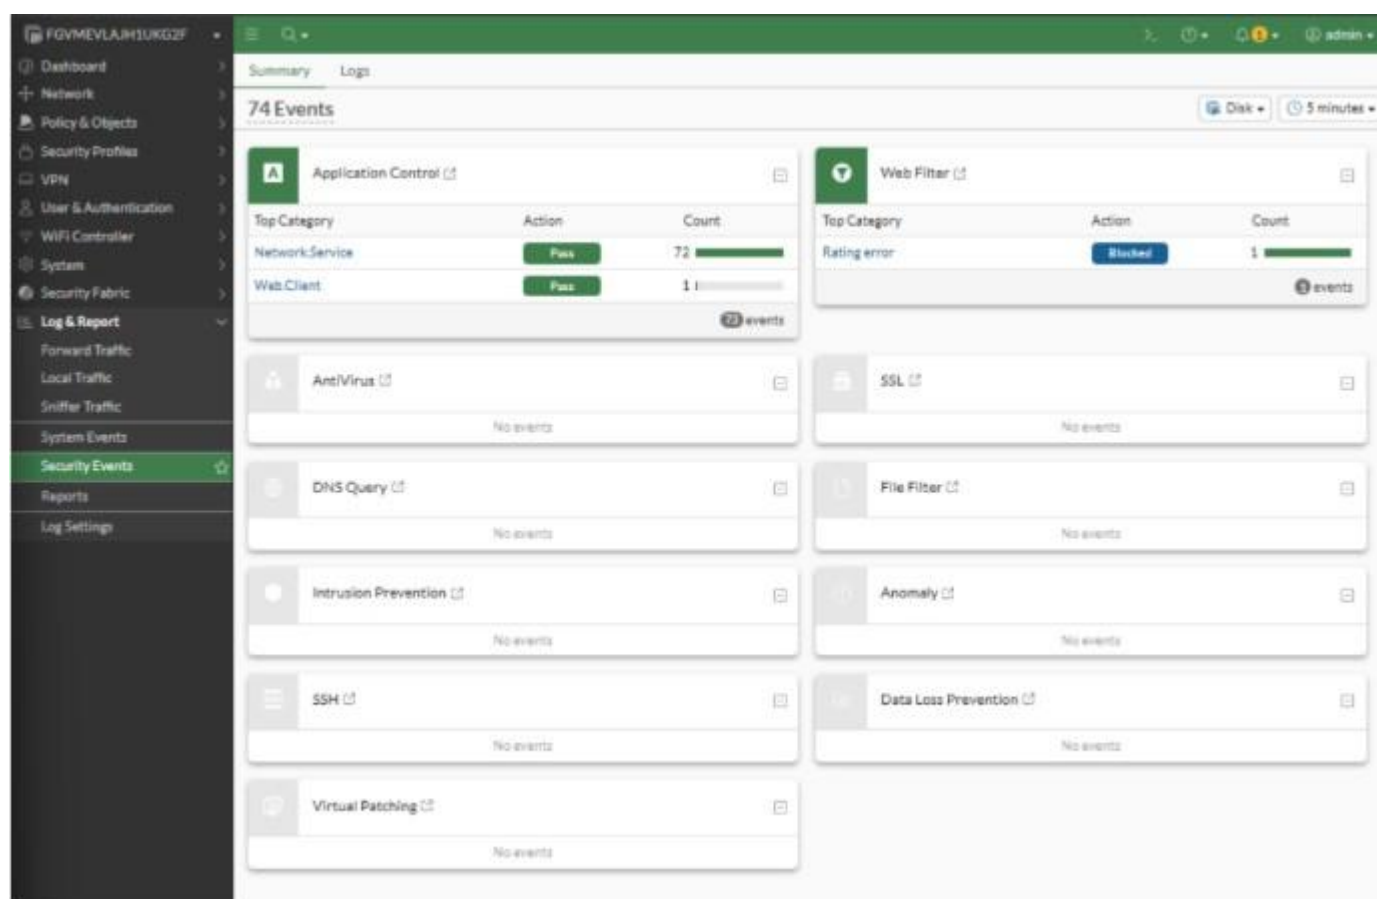 FGVMEVLAJH1UKG2F
admin
Dashboard
Network
Policy & Objects
Security Profiles
VPN
User & Authentication
WiFi Controller
System
Security Fabric
Log & Report
Forward Traffic
Local Traffic
Sniffer Traffic
System Events
Security Events
Reports
Log Settings
Summary Logs
74 Events
Disk 5 minutes
Application Control
Top Category Action Count
Network.Service Pass 72
Web.Client Pass 1
73 events
Web Filter
Top Category Action Count
Rating error Blocked 1
1 events
AntiVirus
No events
SSL
No events
DNS Query
No events
File Filter
No events
Intrusion Prevention
No events
Anomaly
No events
SSH
No events
Data Loss Prevention
No events
Virtual Patching
No events